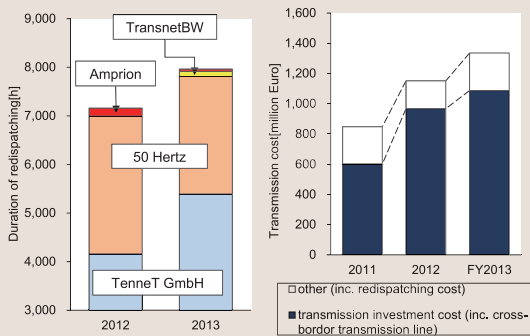 Duration of redispatching[h]
9,000
8,000
7,000
6,000
5,000
4,000
3,000
TransnetBW
Amprion
50 Hertz
TenneT GmbH
2012
2013
Transmission cost[million Euro]
1,600
1,400
1,200
1,000
800
600
400
200
0
2011
2012
FY2013
other (inc. redispatching cost)
transmission investment cost (inc. cross-
bordor transmission line)